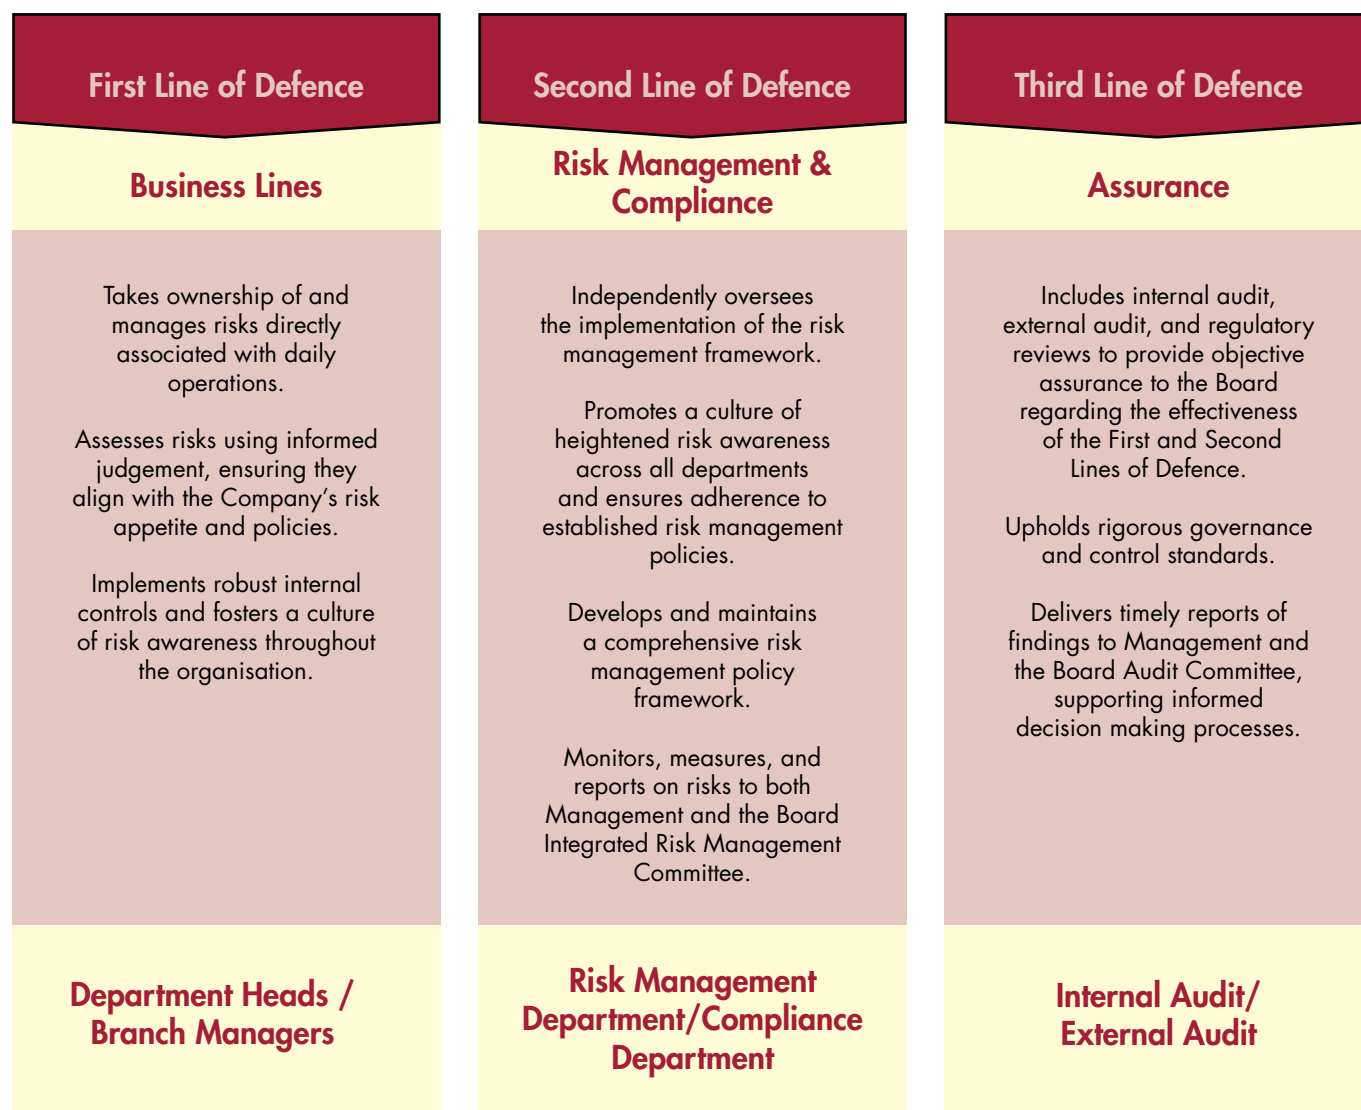 First Line of Defence
Business Lines
Takes ownership of and
manages risks directly
associated with daily
operations.
Assesses risks using informed
judgement, ensuring they
align with the Company's risk
appetite and policies.
Implements robust internal
controls and fosters a culture
of risk awareness throughout
the organisation.
Department Heads /
Branch Managers
Second Line of Defence
Risk Management &
Compliance
Independently oversees
the implementation of the risk
management framework.
Promotes a culture of
heightened risk awareness
across all departments
and ensures adherence to
established risk management
policies.
Develops and maintains
a comprehensive risk
management policy
framework.
Monitors, measures, and
reports on risks to both
Management and the Board
Integrated Risk Management
Committee.
Risk Management
Department/Compliance
Department
Third Line of Defence
Assurance
Includes internal audit,
external audit, and regulatory
reviews to provide objective
assurance to the Board
regarding the effectiveness
of the First and Second
Lines of Defence.
Upholds rigorous governance
and control standards.
Delivers timely reports of
findings to Management and
the Board Audit Committee,
supporting informed
decision making processes.
Internal Audit/
External Audit